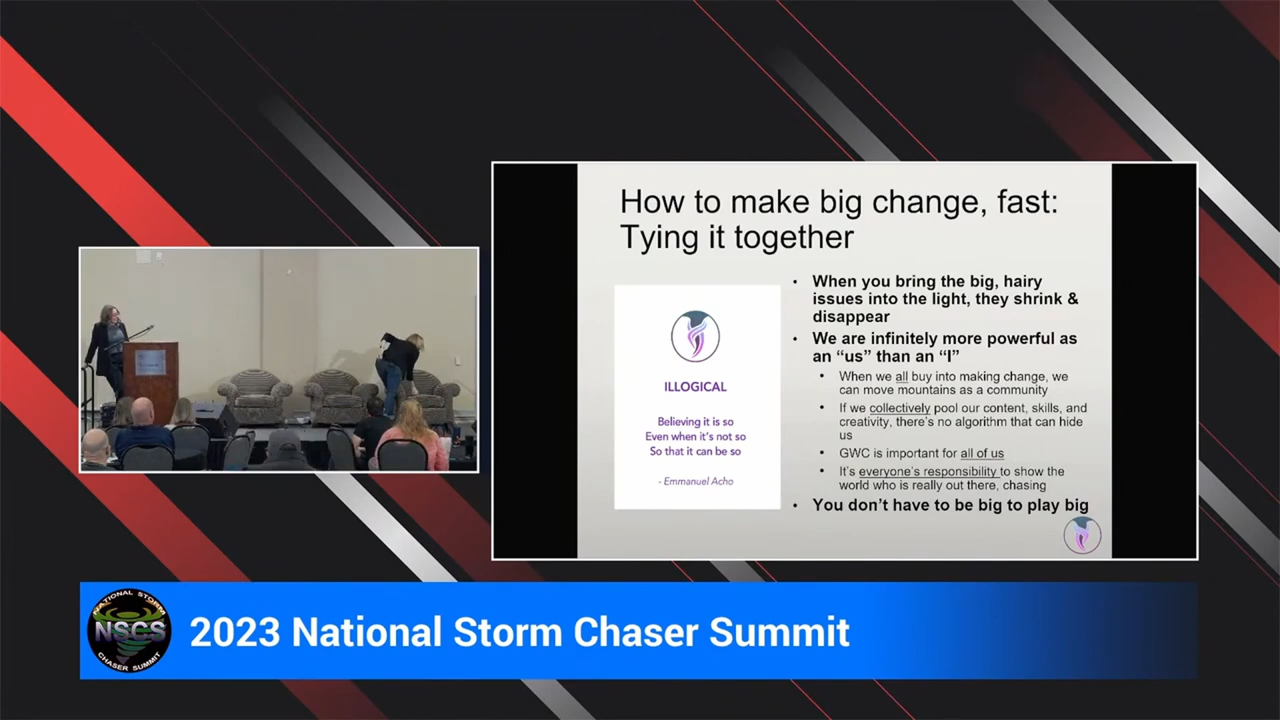 How to make big change, fast:
Tying it together
ILLOGICAL
Believing it is so
Even when it's not so
So that it can be so
- Emmanuel Acho
• When you bring the big, hairy
issues into the light, they shrink &
disappear
• We are infinitely more powerful as
an “us” than an “I”
• When we all buy into making change, we
can move mountains as a community
• If we collectively pool our content, skills, and
creativity, there's no algorithm that can hide
us
• GWC is important for all of us
• It's everyone's responsibility to show the
world who is really out there, chasing
• You don't have to be big to play big
NATIONAL STORM
NSCS
CHASER SUMMIT
2023 National Storm Chaser Summit